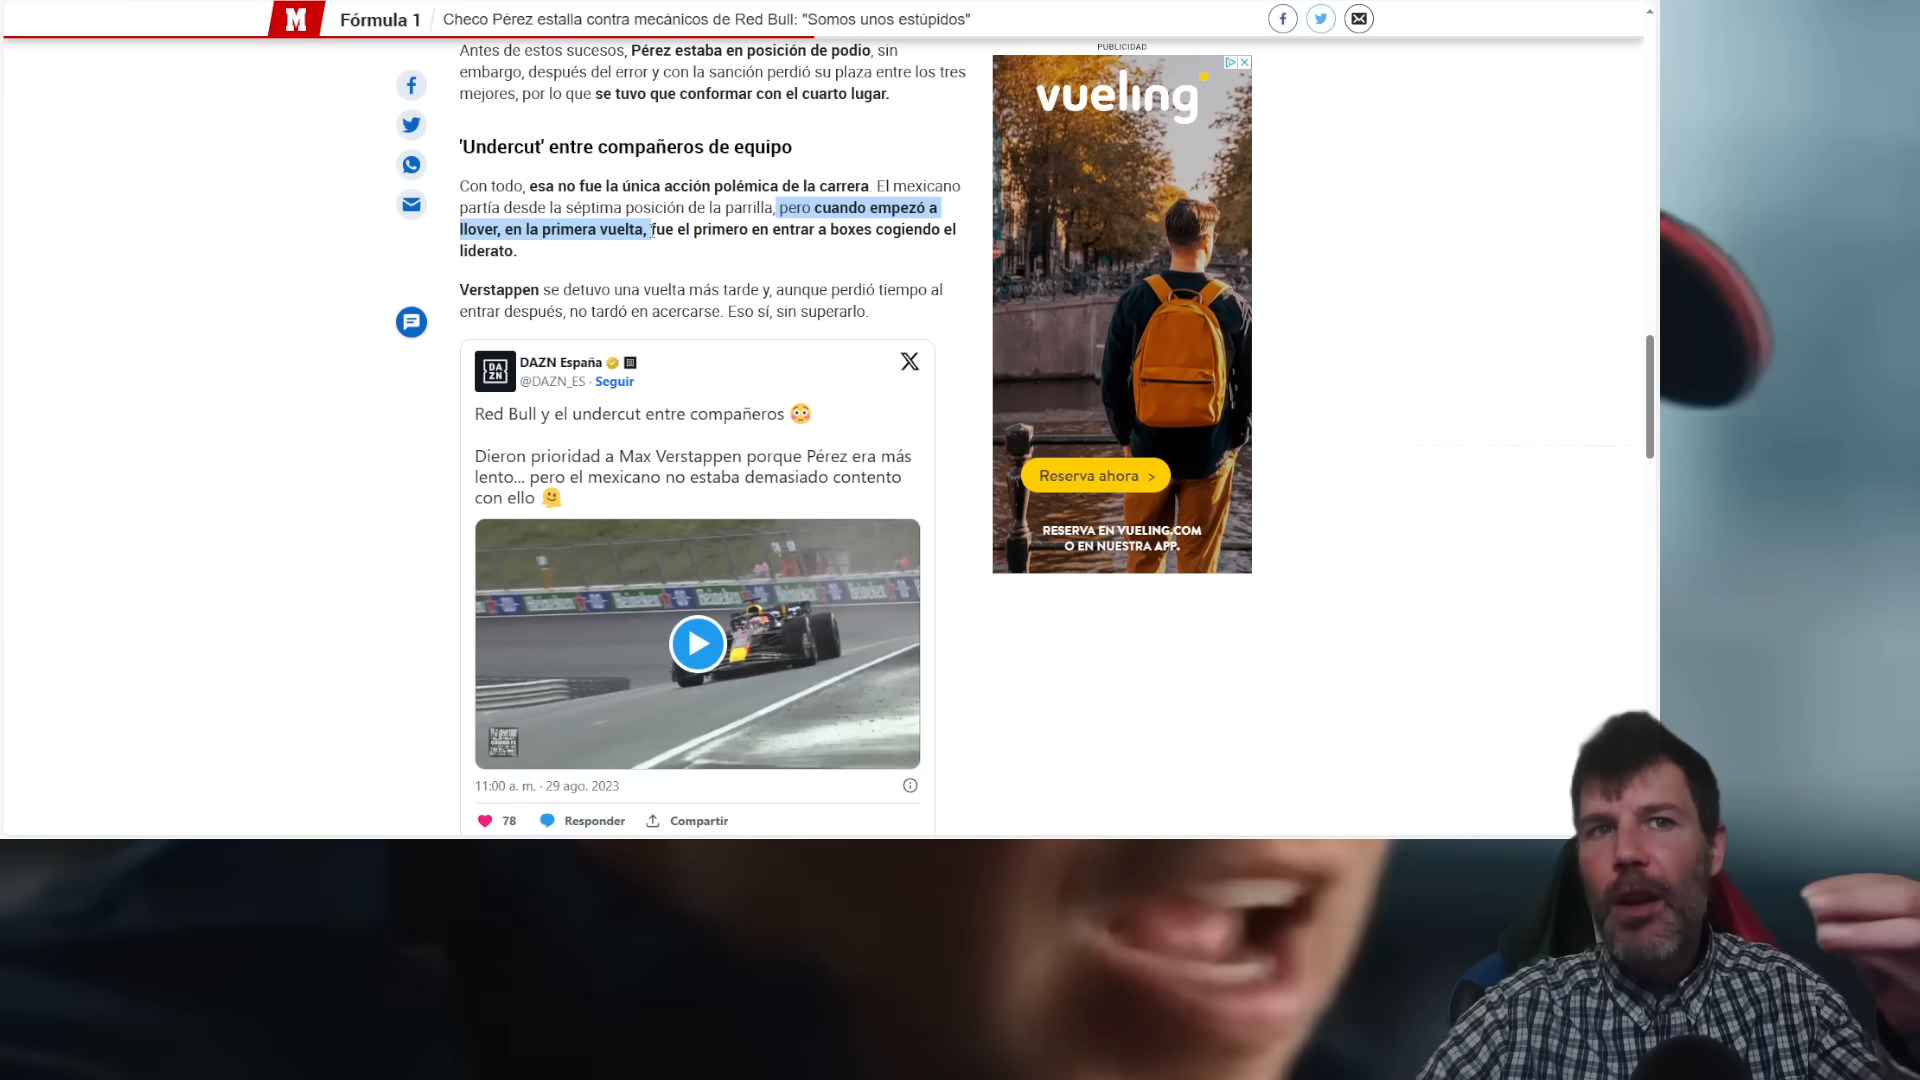 M Fórmula 1 Checo Pérez estalla contra mecánicos de Red Bull: "Somos unos estúpidos"
Antes de estos sucesos, Pérez estaba en posición de podio, sin
embargo, después del error y con la sanción perdió su plaza entre los tres
mejores, por lo que se tuvo que conformar con el cuarto lugar.
'Undercut' entre compañeros de equipo
Con todo, esa no fue la única acción polémica de la carrera. El mexicano
partía desde la séptima posición de la parrilla, pero cuando empezó a
llover, en la primera vuelta, fue el primero en entrar a boxes cogiendo el
liderato.
Verstappen se detuvo una vuelta más tarde y, aunque perdió tiempo al
entrar después, no tardó en acercarse. Eso sí, sin superarlo.
DA
ZN
DAZN España
@DAZN_ES · Seguir
Red Bull y el undercut entre compañeros 😳
Dieron prioridad a Max Verstappen porque Pérez era más
lento... pero el mexicano no estaba demasiado contento
con ello 🫠
11:00 a. m. · 29 ago. 2023
78 Responder Compartir
PUBLICIDAD
vueling
Reserva ahora >
RESERVA EN VUELING.COM
O EN NUESTRA APP.